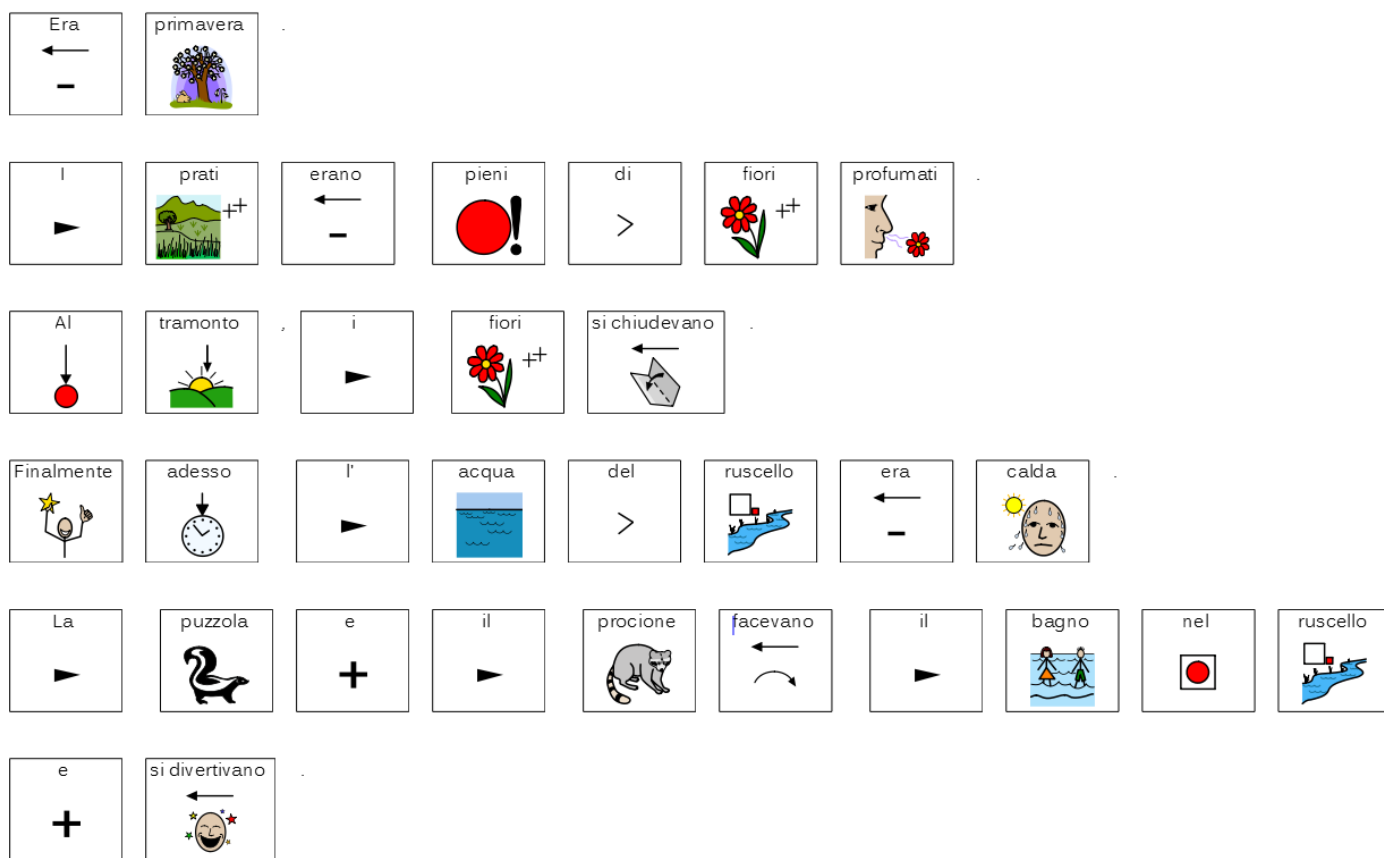 Era primavera .
I prati erano pieni di fiori profumati .
Al tramonto , i fiori si chiudevano .
Finalmente adesso l' acqua del ruscello era calda .
La puzzola e il procione facevano il bagno nel ruscello
e si divertivano .